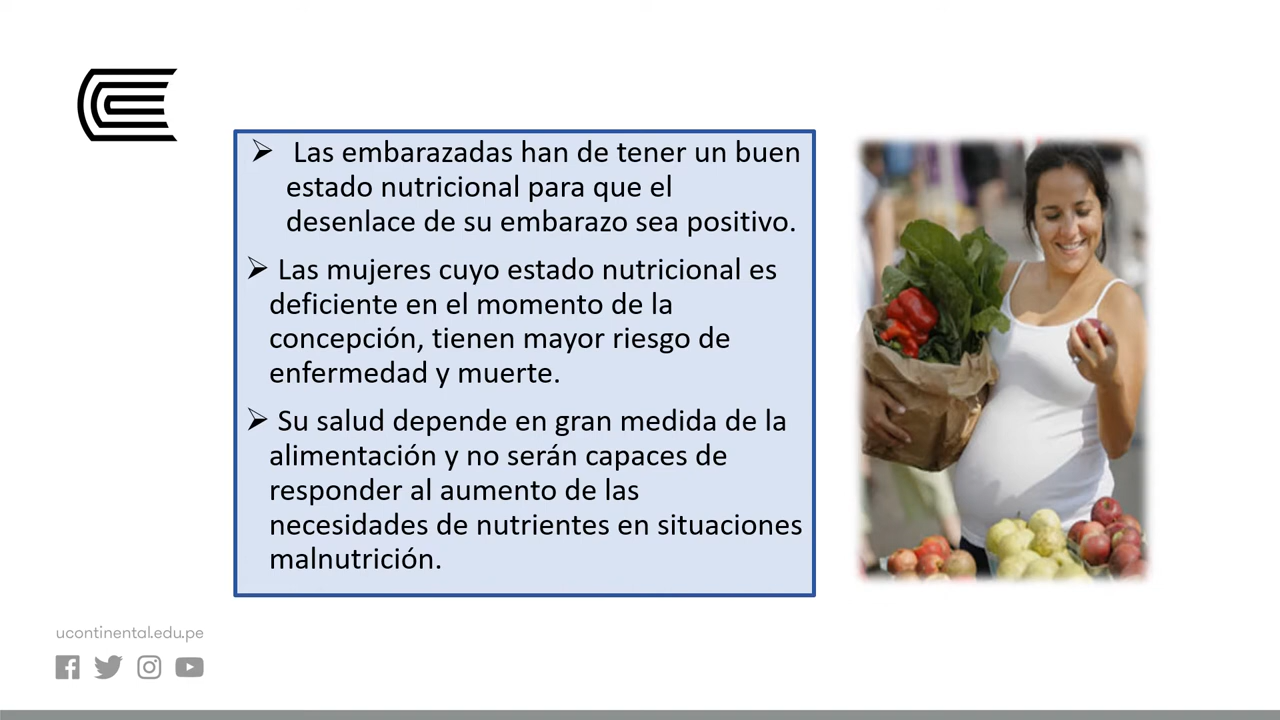 ➢ Las embarazadas han de tener un buen
estado nutricional para que el
desenlace de su embarazo sea positivo.
➢ Las mujeres cuyo estado nutricional es
deficiente en el momento de la
concepción, tienen mayor riesgo de
enfermedad y muerte.
➢ Su salud depende en gran medida de la
alimentación y no serán capaces de
responder al aumento de las
necesidades de nutrientes en situaciones
malnutrición.
ucontinental.edu.pe